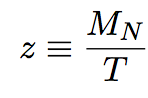 z ≡ M_N / T